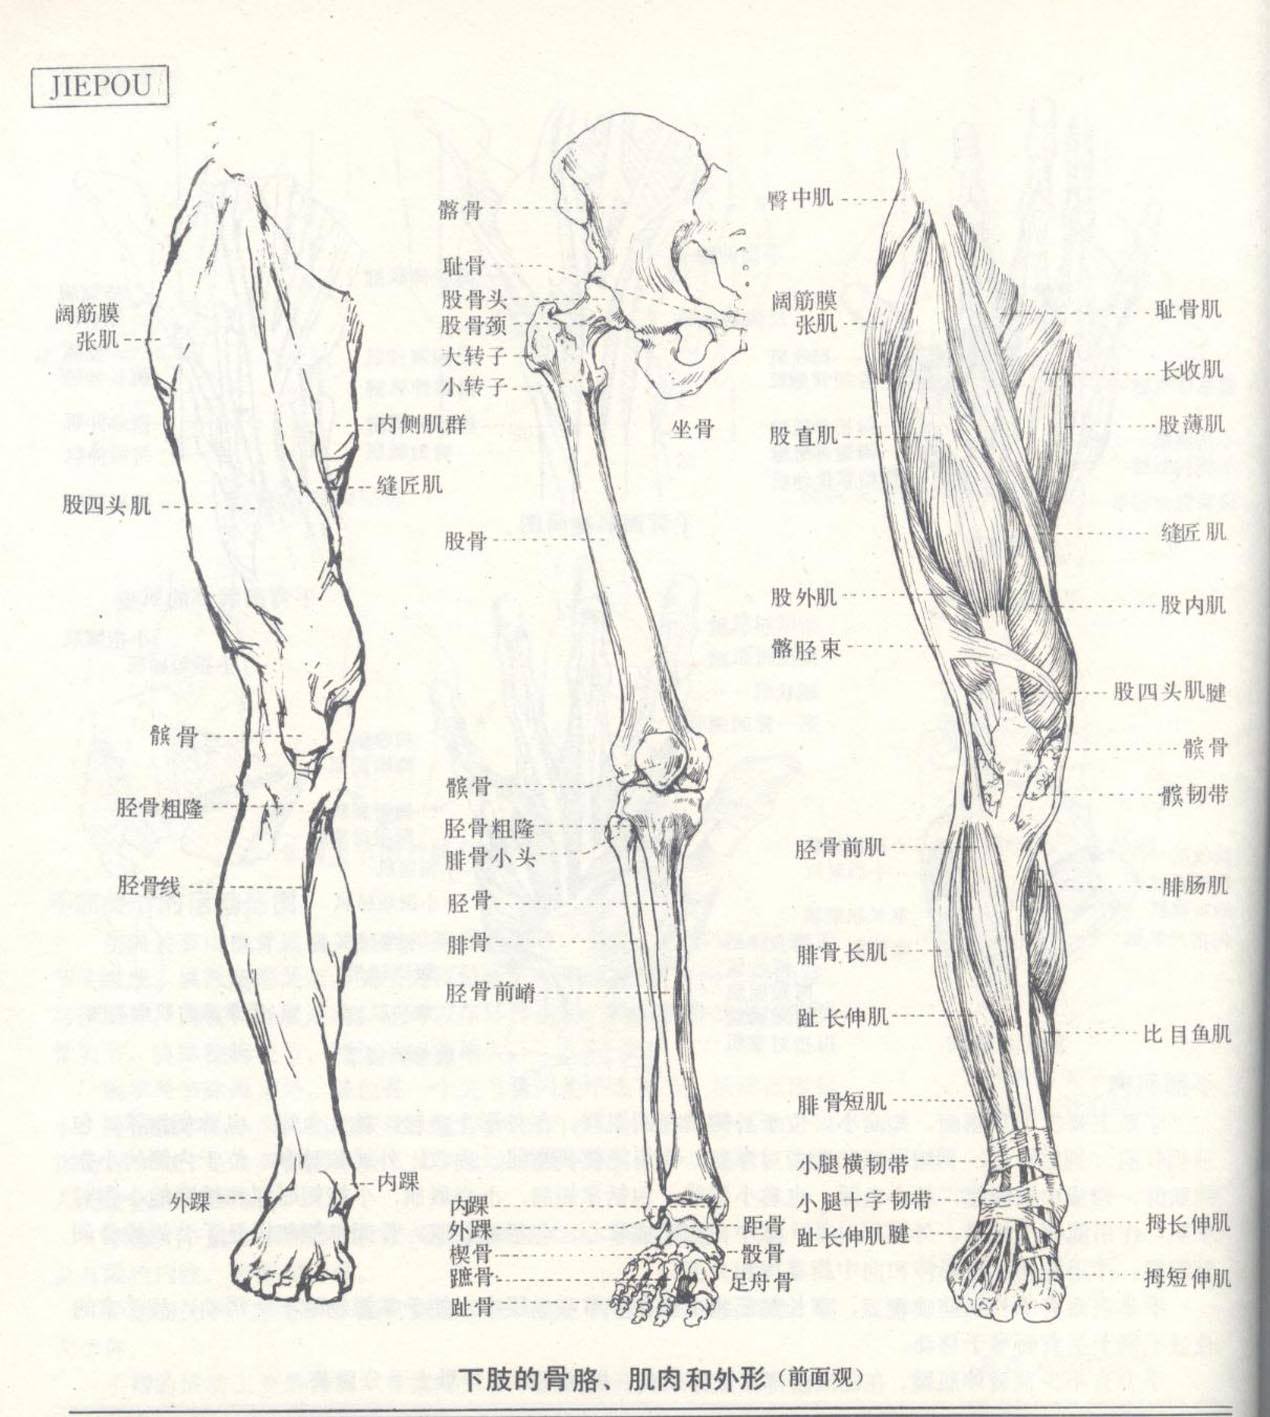 JIEPOU
阔筋膜
张肌
内侧肌群
缝匠肌
股四头肌
髌骨
胫骨粗隆
胫骨线
内踝
外踝
髂骨
耻骨
股骨头
股骨颈
大转子
小转子
坐骨
股骨
髌骨
胫骨粗隆
腓骨小头
胫骨
腓骨
胫骨前嵴
内踝
外踝
楔骨
蹠骨
趾骨
距骨
骰骨
足舟骨
臀中肌
阔筋膜
张肌
股直肌
股外肌
髂胫束
胫骨前肌
腓骨长肌
趾长伸肌
腓骨短肌
小腿横韧带
小腿十字韧带
趾长伸肌腱
耻骨肌
长收肌
股薄肌
缝匠肌
股内肌
股四头肌腱
髌骨
髌韧带
腓肠肌
比目鱼肌
拇长伸肌
拇短伸肌
下肢的骨胳、肌肉和外形（前面观）